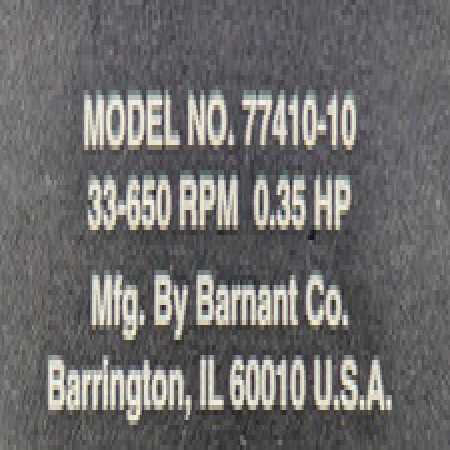 MODEL NO. 77410-10
33-650 RPM 0.35 HP
Mfg. By Barnant Co.
Barrington, IL 60010 U.S.A.